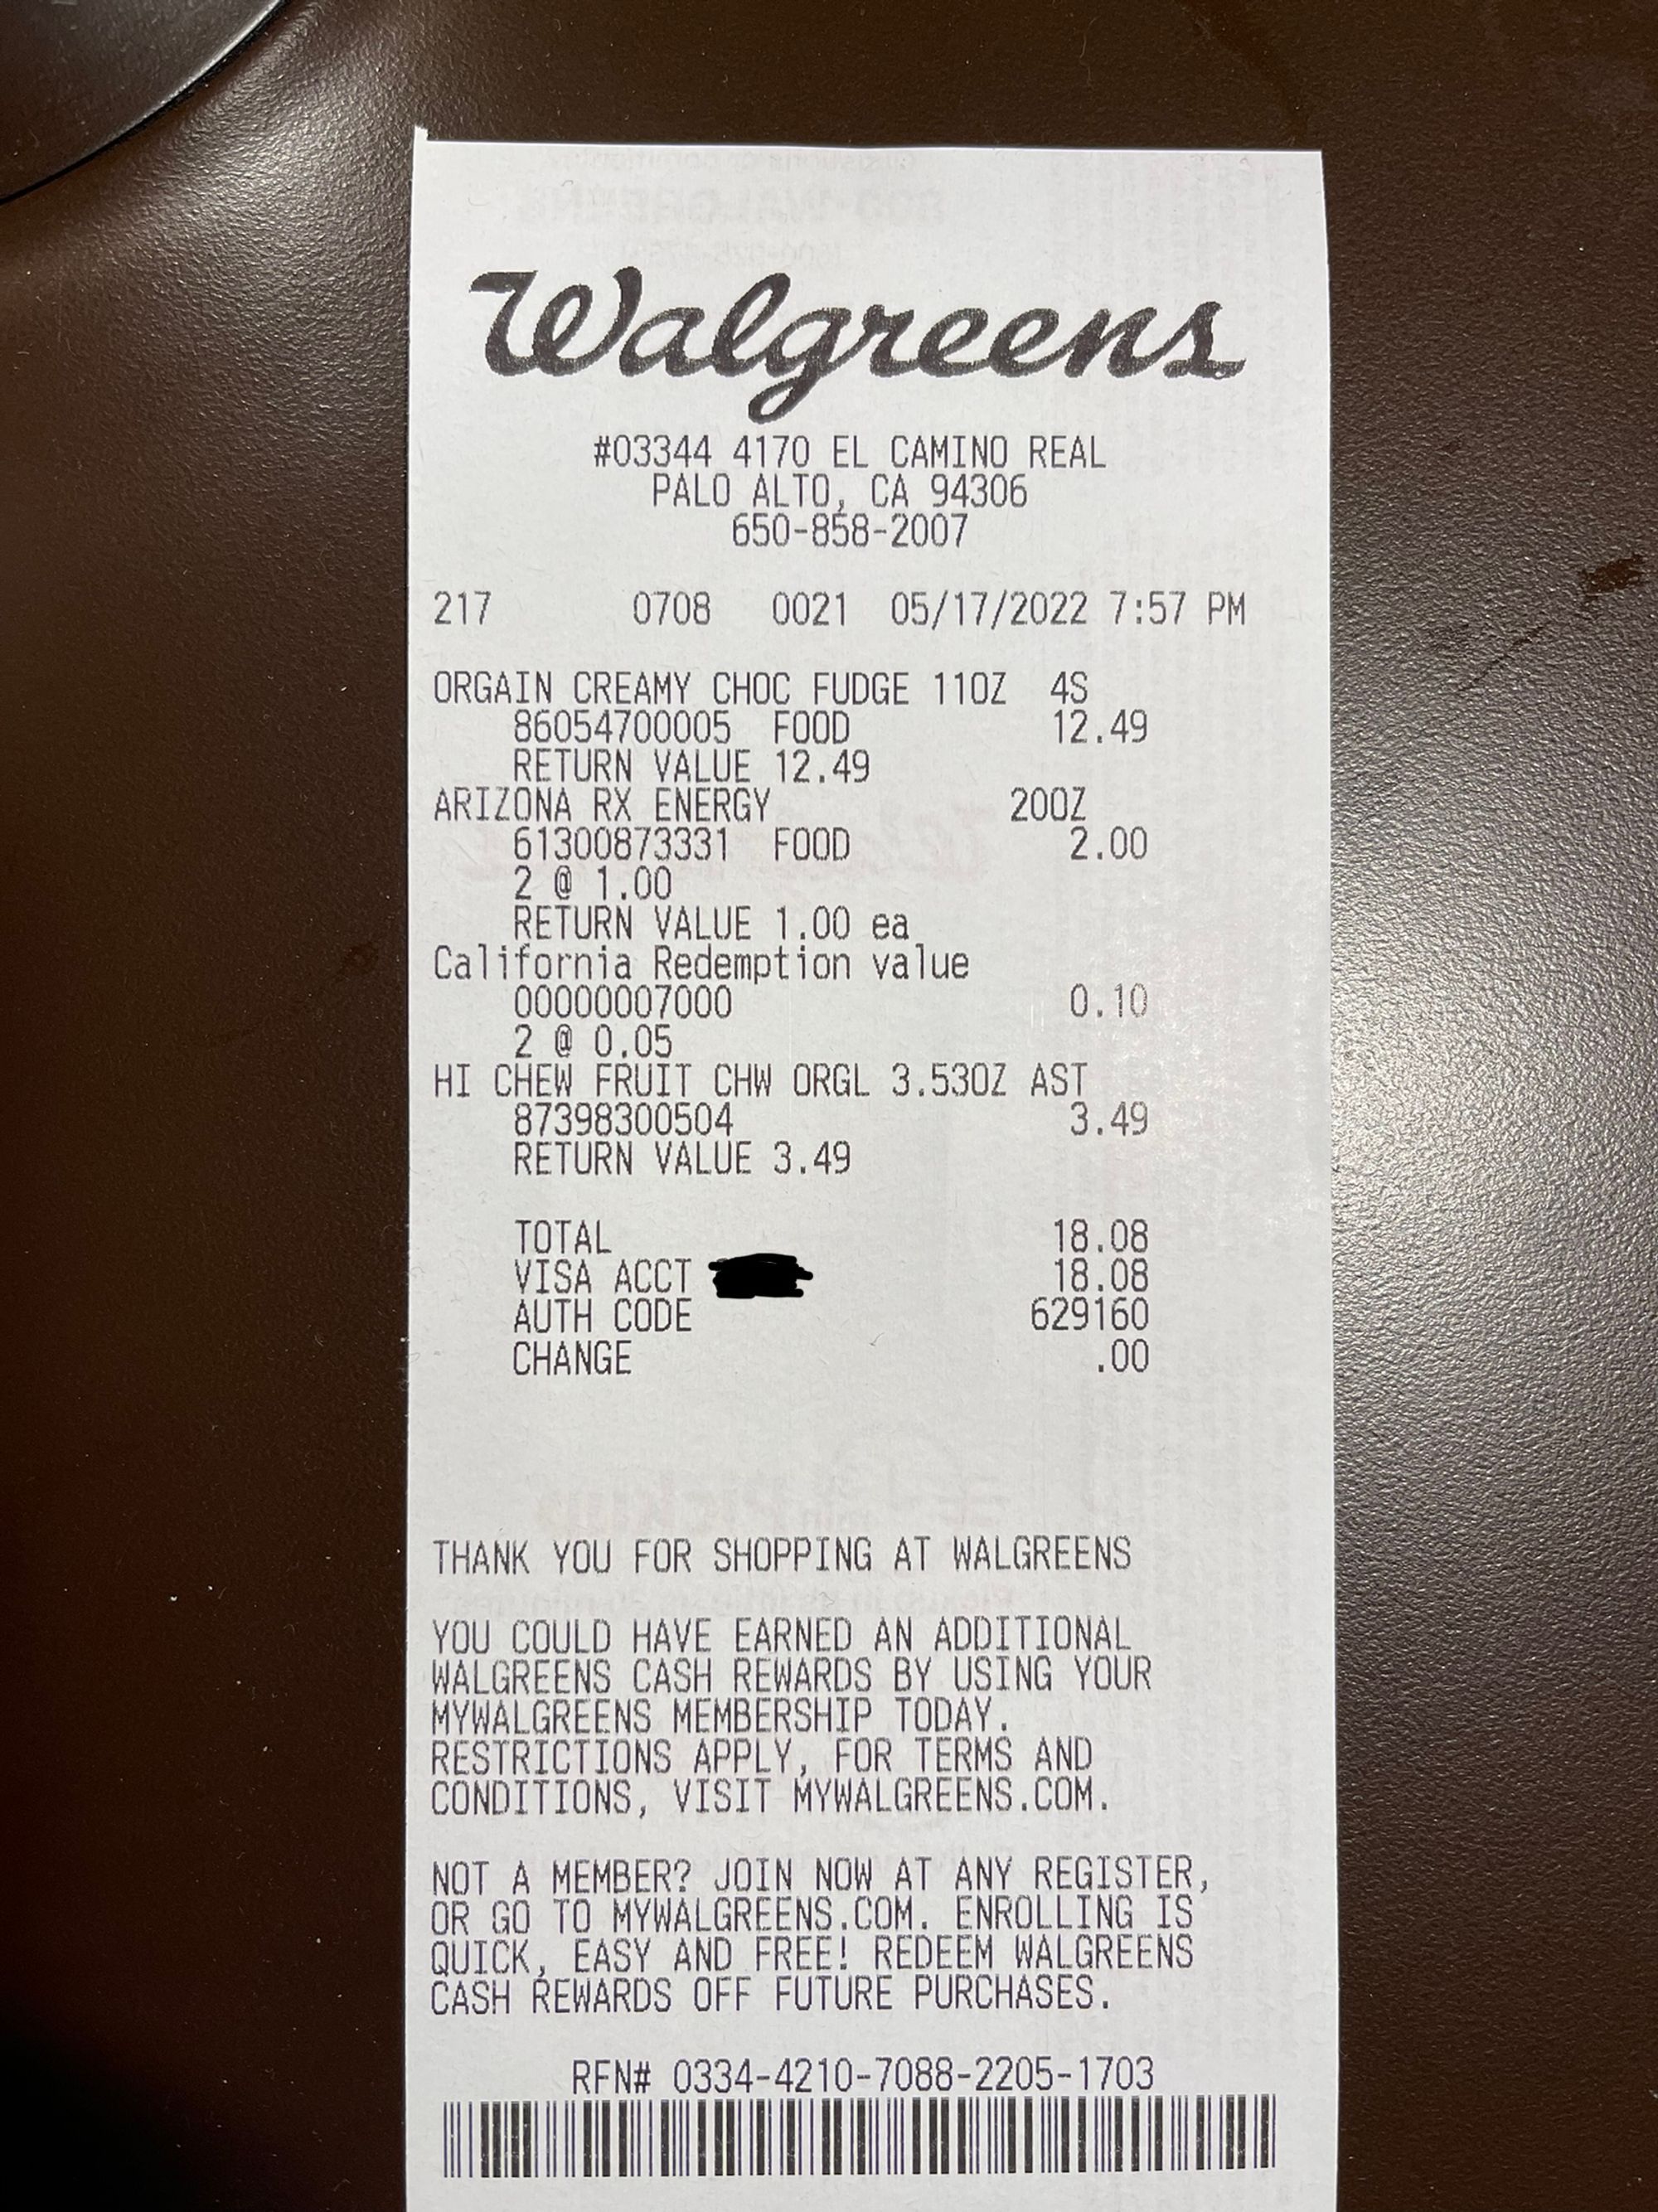 Walgreens
#03344 4170 EL CAMINO REAL
PALO ALTO, CA 94306
650-858-2007
217 0708 0021 05/17/2022 7:57 PM
ORGAIN CREAMY CHOC FUDGE 11OZ 4S
86054700005 FOOD 12.49
RETURN VALUE 12.49
ARIZONA RX ENERGY 20OZ
61300873331 FOOD 2.00
2 @ 1.00
RETURN VALUE 1.00 ea
California Redemption value
00000007000 0.10
2 @ 0.05
HI CHEW FRUIT CHW ORGL 3.53OZ AST
87398300504 3.49
RETURN VALUE 3.49
TOTAL 18.08
VISA ACCT 18.08
AUTH CODE 629160
CHANGE .00
THANK YOU FOR SHOPPING AT WALGREENS
YOU COULD HAVE EARNED AN ADDITIONAL
WALGREENS CASH REWARDS BY USING YOUR
MYWALGREENS MEMBERSHIP TODAY.
RESTRICTIONS APPLY, FOR TERMS AND
CONDITIONS, VISIT MYWALGREENS.COM.
NOT A MEMBER? JOIN NOW AT ANY REGISTER,
OR GO TO MYWALGREENS.COM. ENROLLING IS
QUICK, EASY AND FREE! REDEEM WALGREENS
CASH REWARDS OFF FUTURE PURCHASES.
RFN# 0334-4210-7088-2205-1703